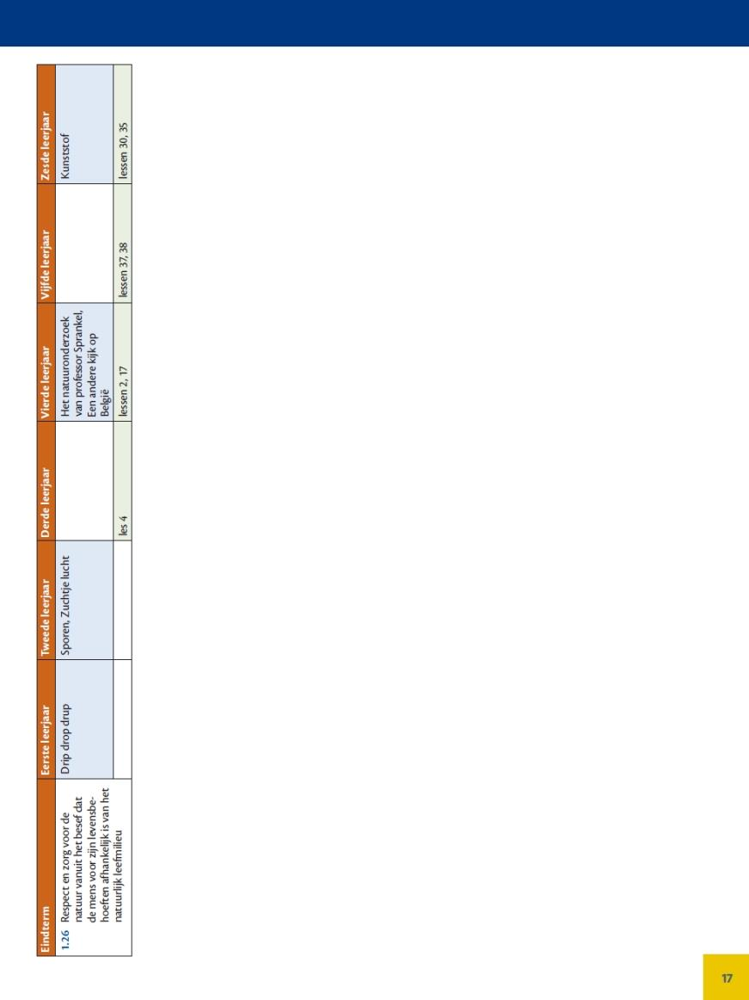 Eindterm
Eerste leerjaar
Tweede leerjaar
Derde leerjaar
Vierde leerjaar
Vijfde leerjaar
Zesde leerjaar
1.26 Respect en zorg voor de
natuur vanuit het besef dat
de mens voor zijn levensbe-
hoeften afhankelijk is van het
natuurlijk leefmilieu
Drip drop drup
Sporen, Zuchtje lucht
Het natuuronderzoek
van professor Sprankel,
Een andere kijk op
België
Kunststof
les 4
lessen 2, 17
lessen 37, 38
lessen 30, 35
17